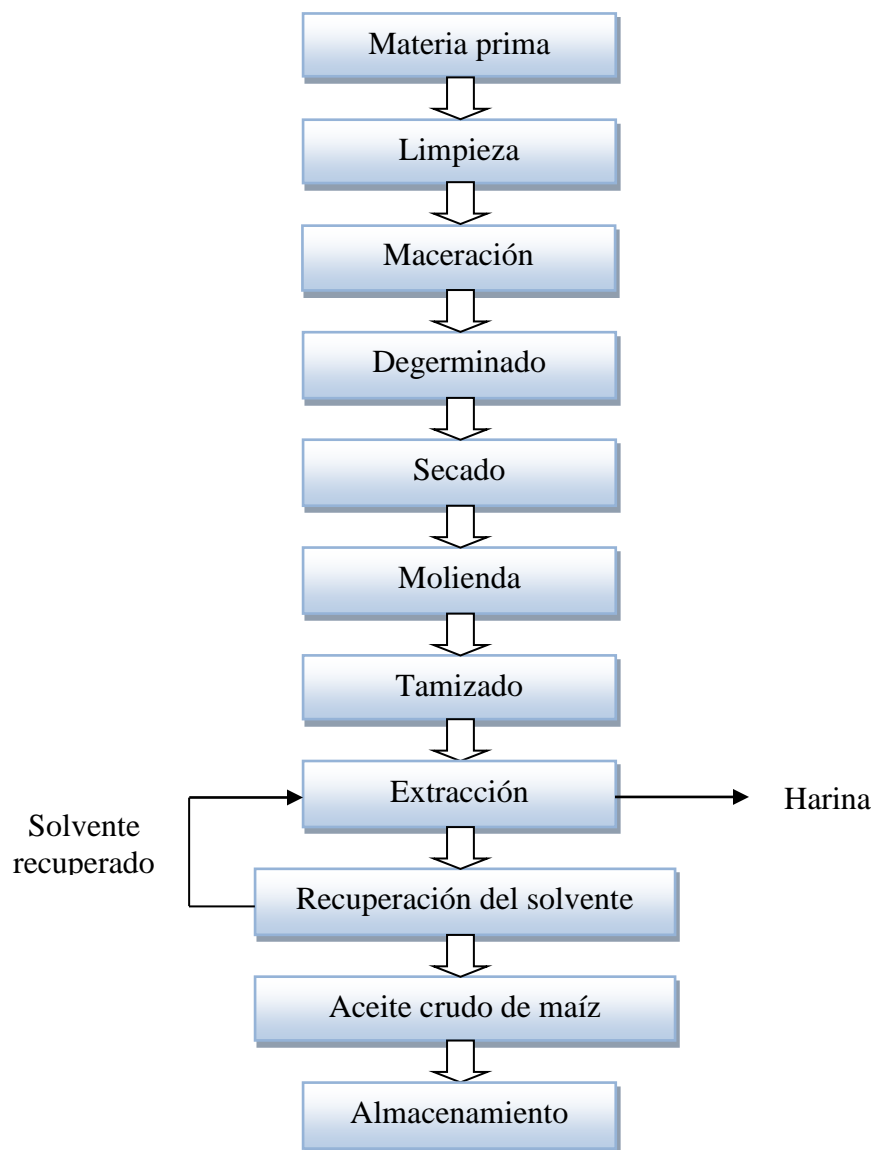 Materia prima
Limpieza
Maceración
Degerminado
Secado
Molienda
Tamizado
Extracción
Harina
Solvente
recuperado
Recuperación del solvente
Aceite crudo de maíz
Almacenamiento